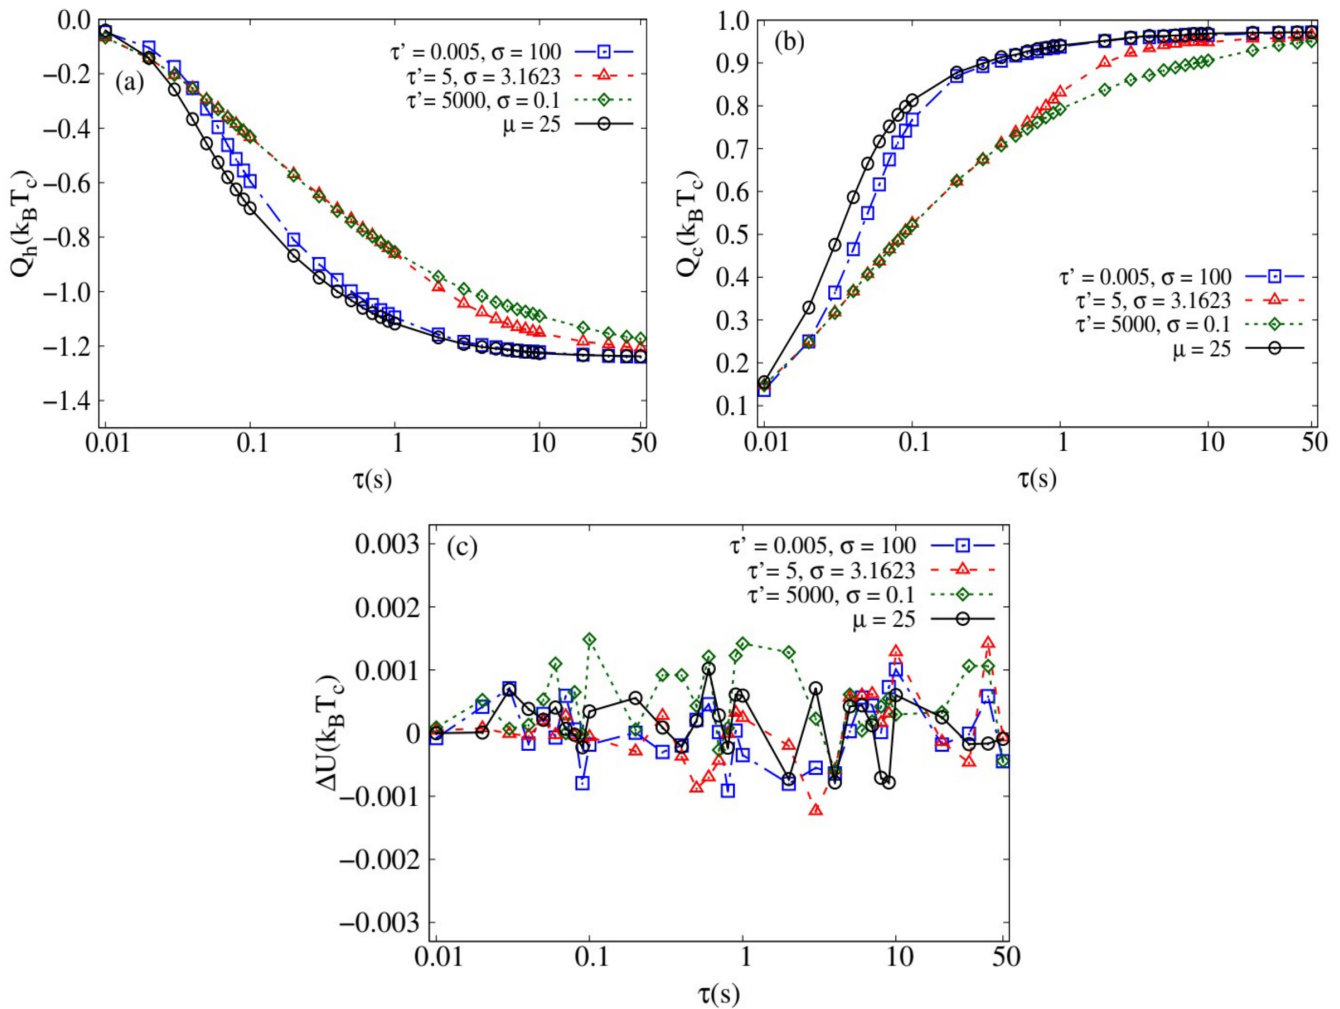 (a)
τ' = 0.005, σ = 100
τ'= 5, σ = 3.1623
τ'= 5000, σ = 0.1
μ = 25
Q_h(k_BT_c)
0.0
−0.2
−0.4
−0.6
−0.8
−1.0
−1.2
−1.4
0.01 0.1 1 10 50
τ(s)
(b)
Q_c(k_BT_c)
1.0
0.9
0.8
0.7
0.6
0.5
0.4
0.3
0.2
0.1
τ' = 0.005, σ = 100
τ'= 5, σ = 3.1623
τ'= 5000, σ = 0.1
μ = 25
0.01 0.1 1 10 50
τ(s)
(c)
τ' = 0.005, σ = 100
τ'= 5, σ = 3.1623
τ'= 5000, σ = 0.1
μ = 25
ΔU(k_BT_c)
0.003
0.002
0.001
0
−0.001
−0.002
−0.003
0.01 0.1 1 10 50
τ(s)